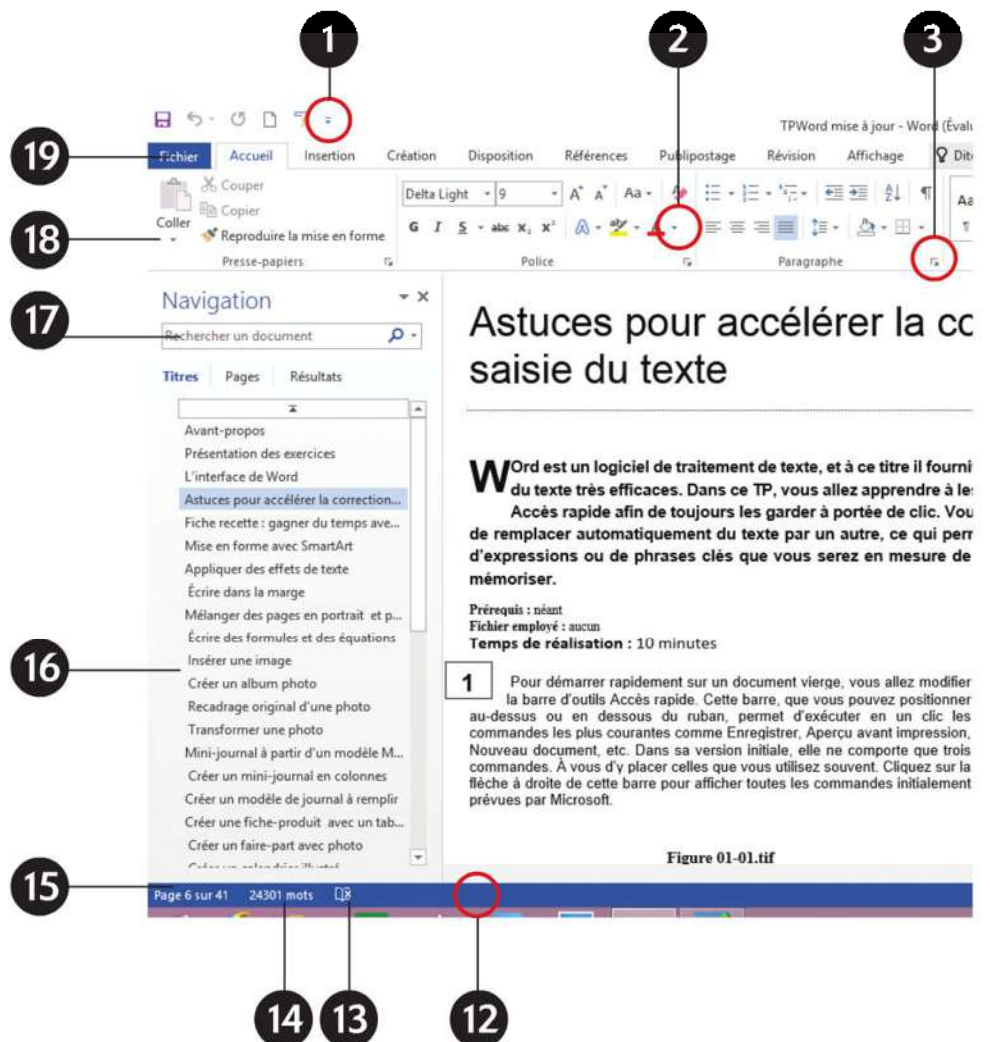 1
2
3
TPWord mise à jour - Word (Évalu
19
Fichier Accueil Insertion Création Disposition Références Publipostage Révision Affichage Dit
Couper
Copier
Coller
Reproduire la mise en forme
Delta Light 9 Aa
G I S abc X₂ X² A A
Aa
18
Presse-papiers Police Paragraphe
Navigation
17
Rechercher un document
Titres Pages Résultats
Avant-propos
Présentation des exercices
L'interface de Word
Astuces pour accélérer la correction...
Fiche recette : gagner du temps ave...
Mise en forme avec SmartArt
Appliquer des effets de texte
Écrire dans la marge
Mélanger des pages en portrait et p...
Écrire des formules et des équations
16
Insérer une image
Créer un album photo
Recadrage original d'une photo
Transformer une photo
Mini-journal à partir d'un modèle M...
Créer un mini-journal en colonnes
Créer un modèle de journal à remplir
Créer une fiche-produit avec un tab...
Créer un faire-part avec photo
Astuces pour accélérer la co
saisie du texte
WOrd est un logiciel de traitement de texte, et à ce titre il fourni
du texte très efficaces. Dans ce TP, vous allez apprendre à le
Accès rapide afin de toujours les garder à portée de clic. Vou
de remplacer automatiquement du texte par un autre, ce qui perr
d'expressions ou de phrases clés que vous serez en mesure de
mémoriser.
Prérequis : néant
Fichier employé : aucun
Temps de réalisation : 10 minutes
1
Pour démarrer rapidement sur un document vierge, vous allez modifier
la barre d'outils Accès rapide. Cette barre, que vous pouvez positionner
au-dessus ou en dessous du ruban, permet d'exécuter en un clic les
commandes les plus courantes comme Enregistrer, Aperçu avant impression,
Nouveau document, etc. Dans sa version initiale, elle ne comporte que trois
commandes. À vous d'y placer celles que vous utilisez souvent. Cliquez sur la
flèche à droite de cette barre pour afficher toutes les commandes initialement
prévues par Microsoft.
Figure 01-01.tif
15
Page 6 sur 41 24301 mots
14
13
12